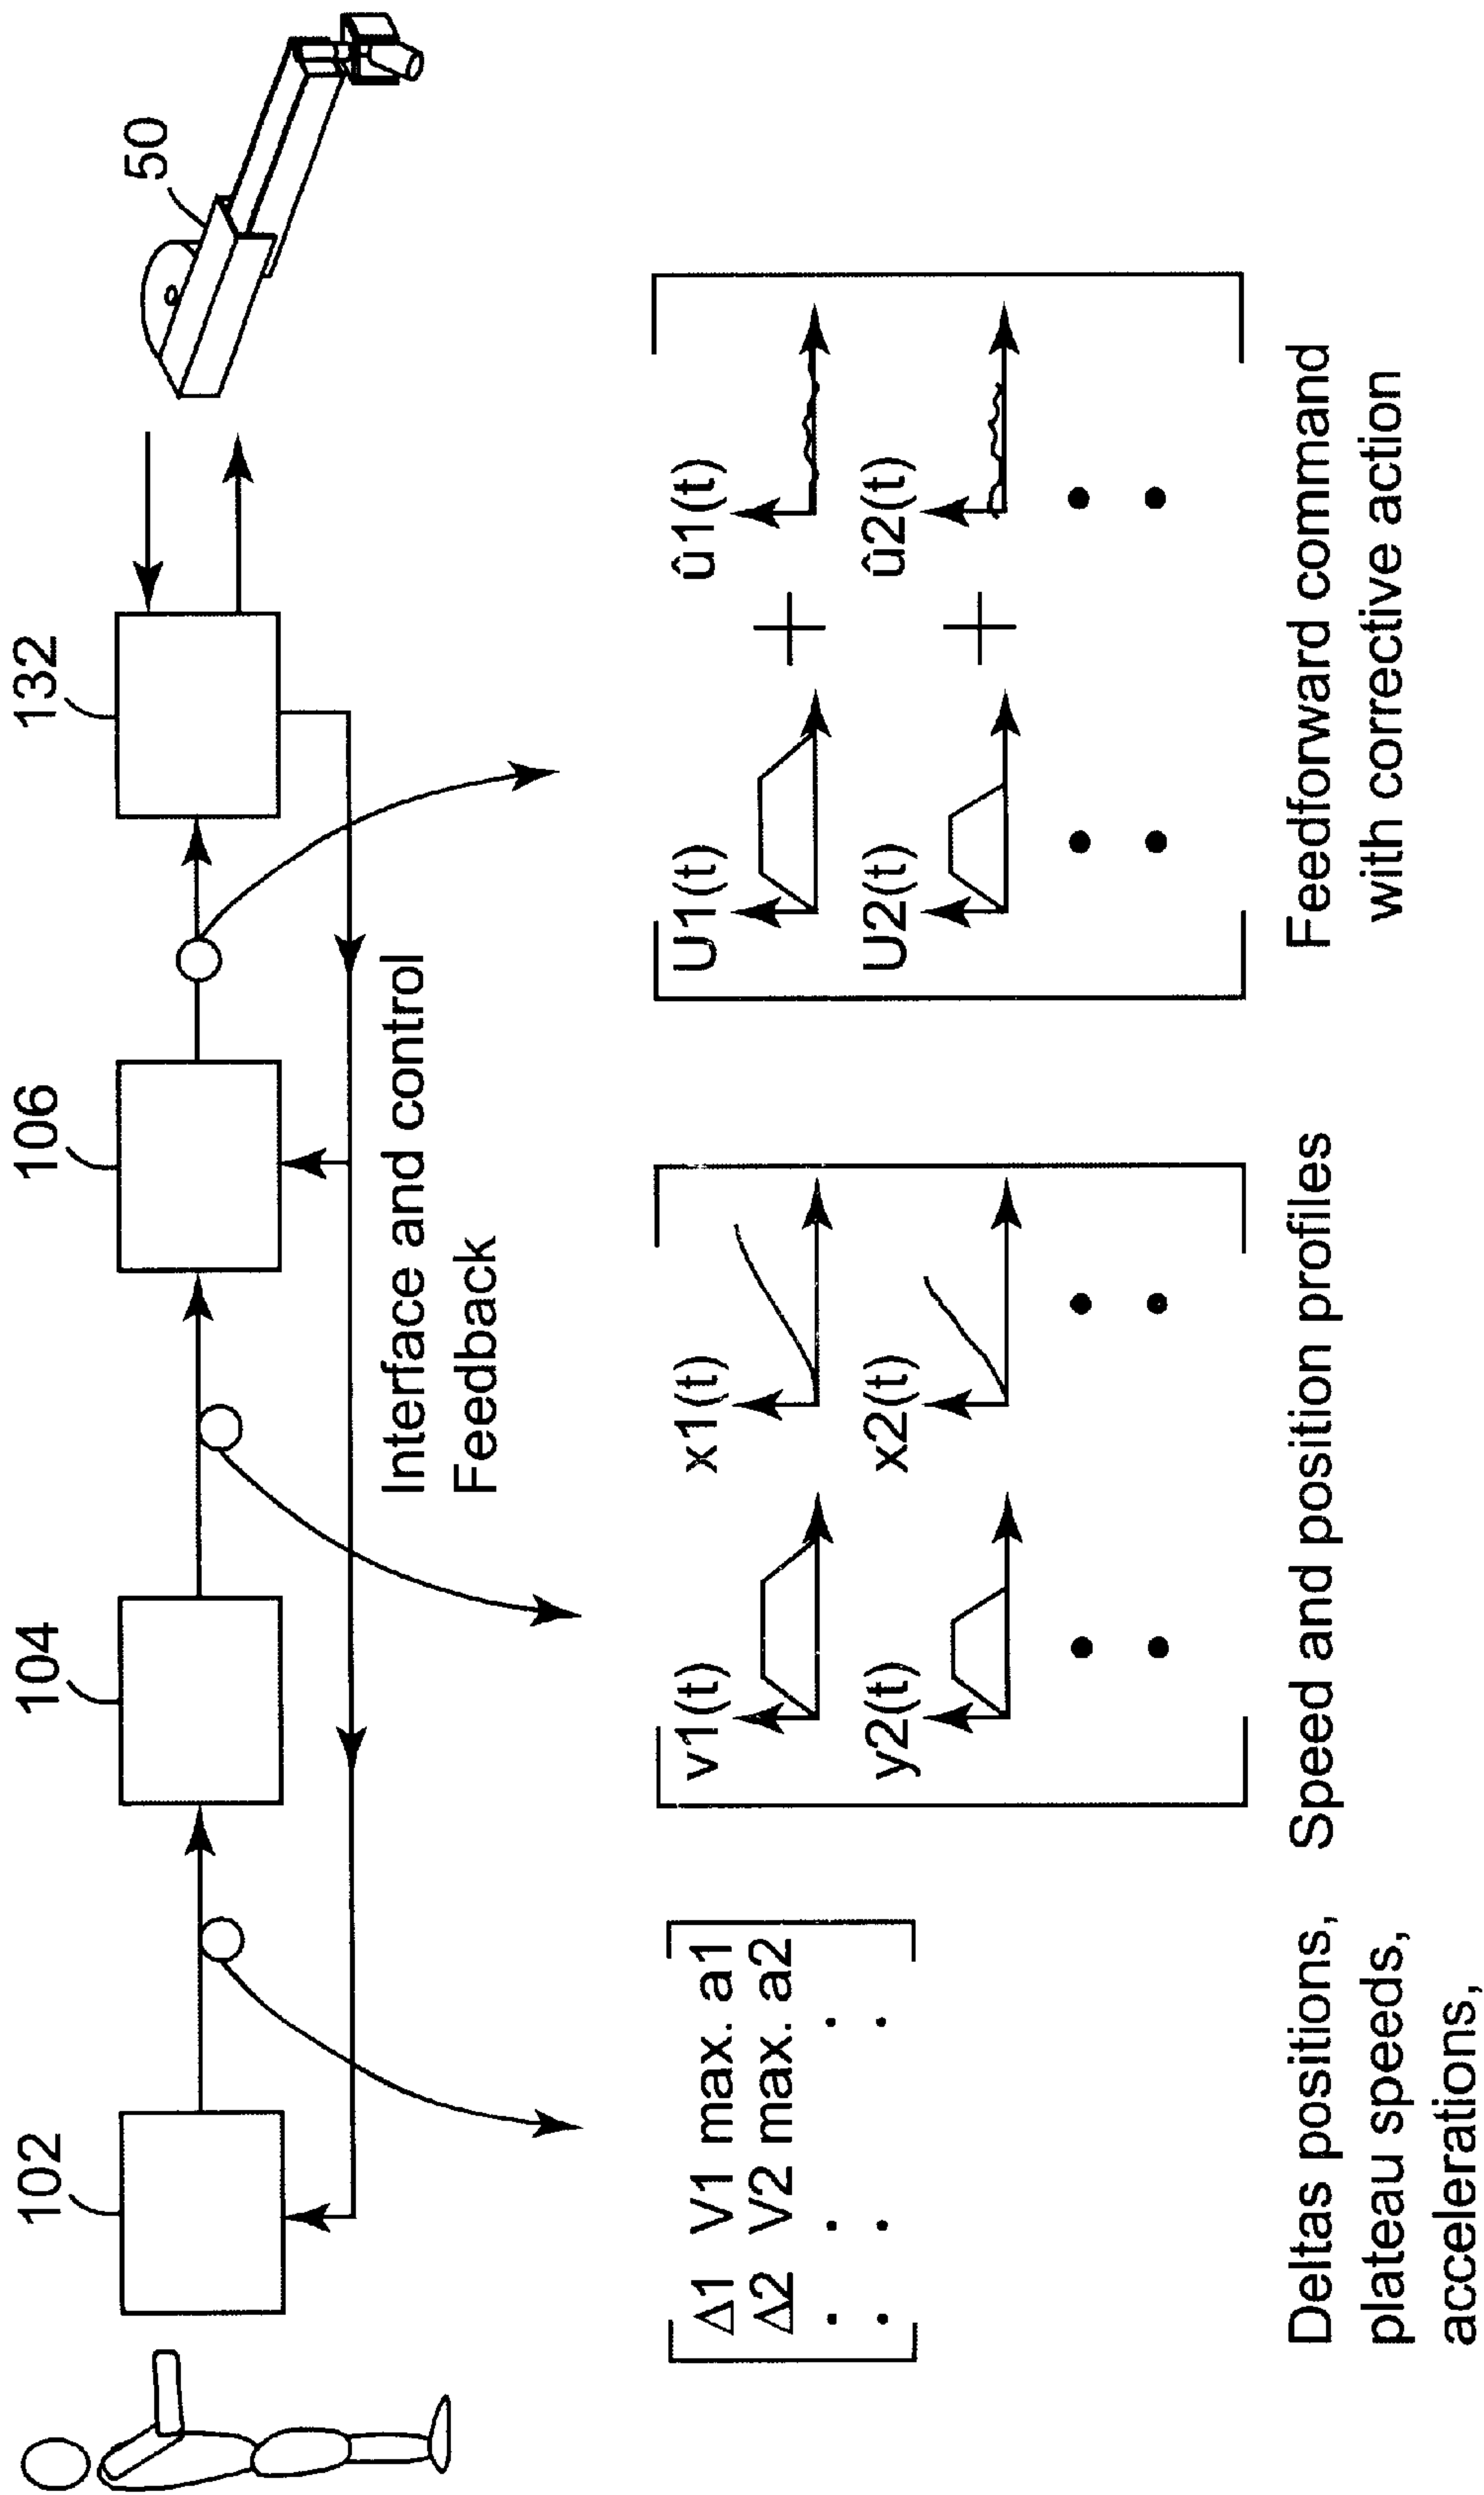 102
104
106
132
50
Interface and control
Feedback
Δ1 V1 max. a1
Δ2 V2 max. a2
v1(t)
x1(t)
y2(t)
x2(t)
U1(t)
û1(t)
U2(t)
û2(t)
Deltas positions,
plateau speeds,
accelerations,
Speed and position profiles
Feedforward command
with corrective action